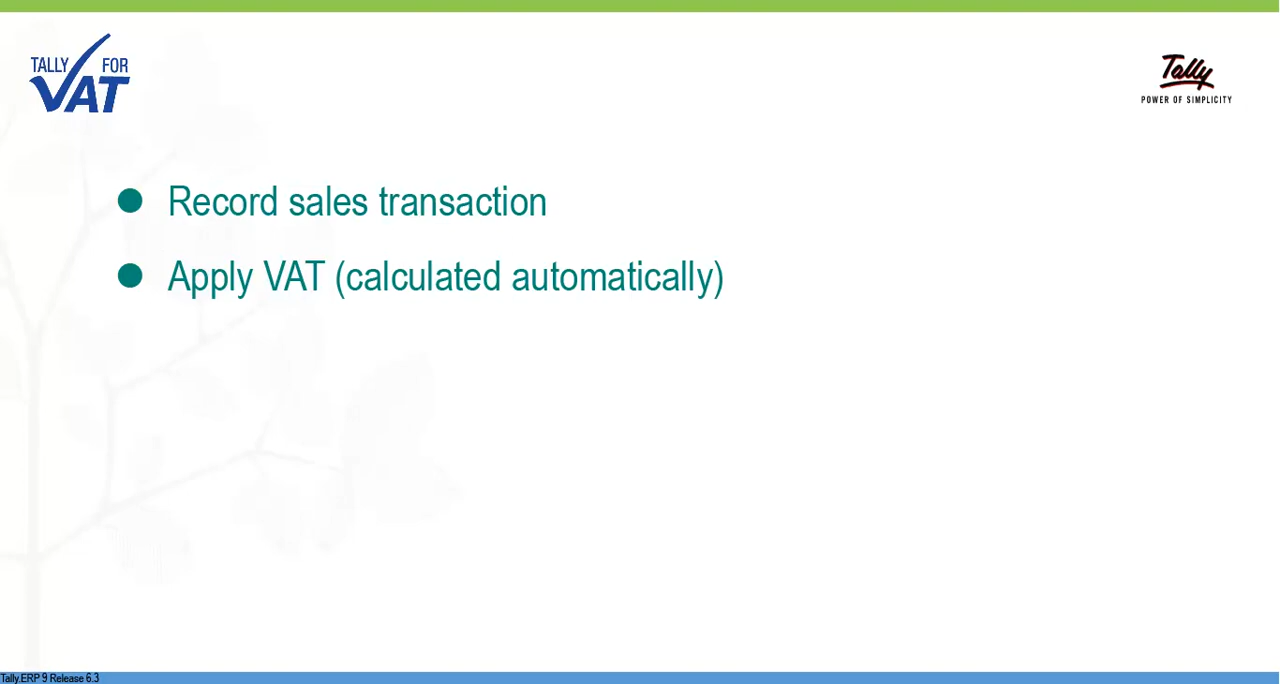 TALLY FOR
VAT
Tally
POWER OF SIMPLICITY
Record sales transaction
Apply VAT (calculated automatically)
Tally.ERP 9 Release 6.3